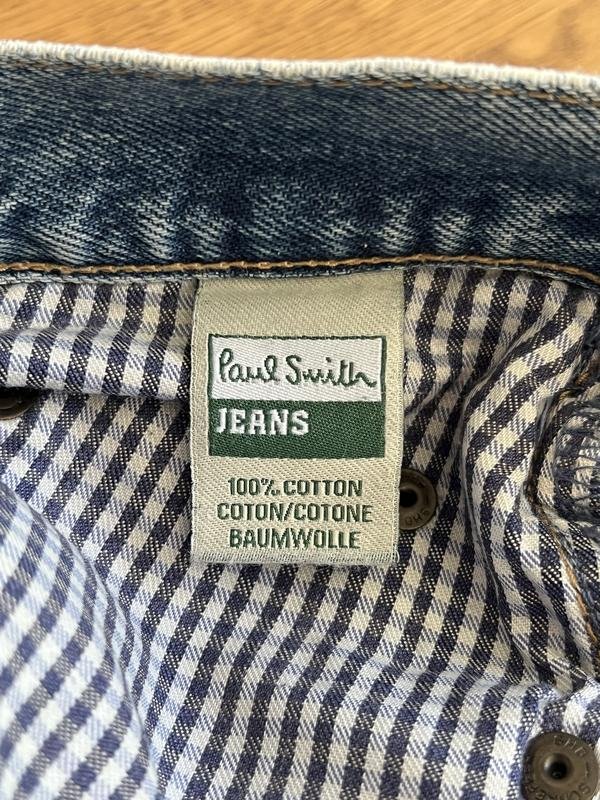 Paul Smith
JEANS
100% COTTON
COTON/COTONE
BAUMWOLLE